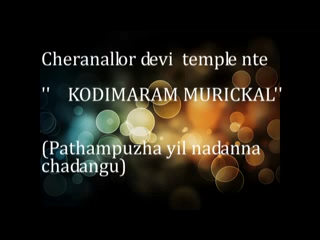 Cheranallor devi temple nte
'' KODIMARAM MURICKAL''
(Pathampuzha yil nadanna
chadangu)